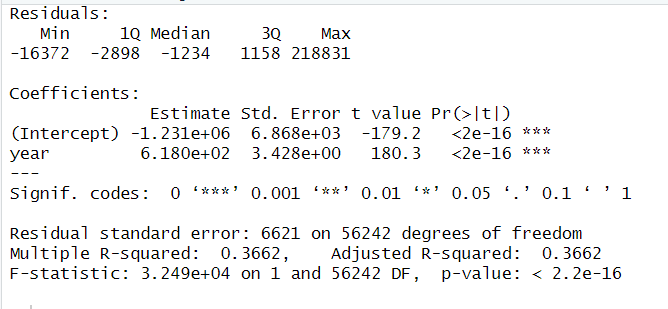 Residuals:
   Min     1Q Median     3Q    Max
-16372  -2898  -1234   1158 218831

Coefficients:
              Estimate Std. Error t value Pr(>|t|)
(Intercept) -1.231e+06  6.868e+03  -179.2   <2e-16 ***
year         6.180e+02  3.428e+00   180.3   <2e-16 ***
---
Signif. codes:  0 ‘***’ 0.001 ‘**’ 0.01 ‘*’ 0.05 ‘.’ 0.1 ‘ ’ 1

Residual standard error: 6621 on 56242 degrees of freedom
Multiple R-squared:  0.3662,    Adjusted R-squared:  0.3662
F-statistic: 3.249e+04 on 1 and 56242 DF,  p-value: < 2.2e-16